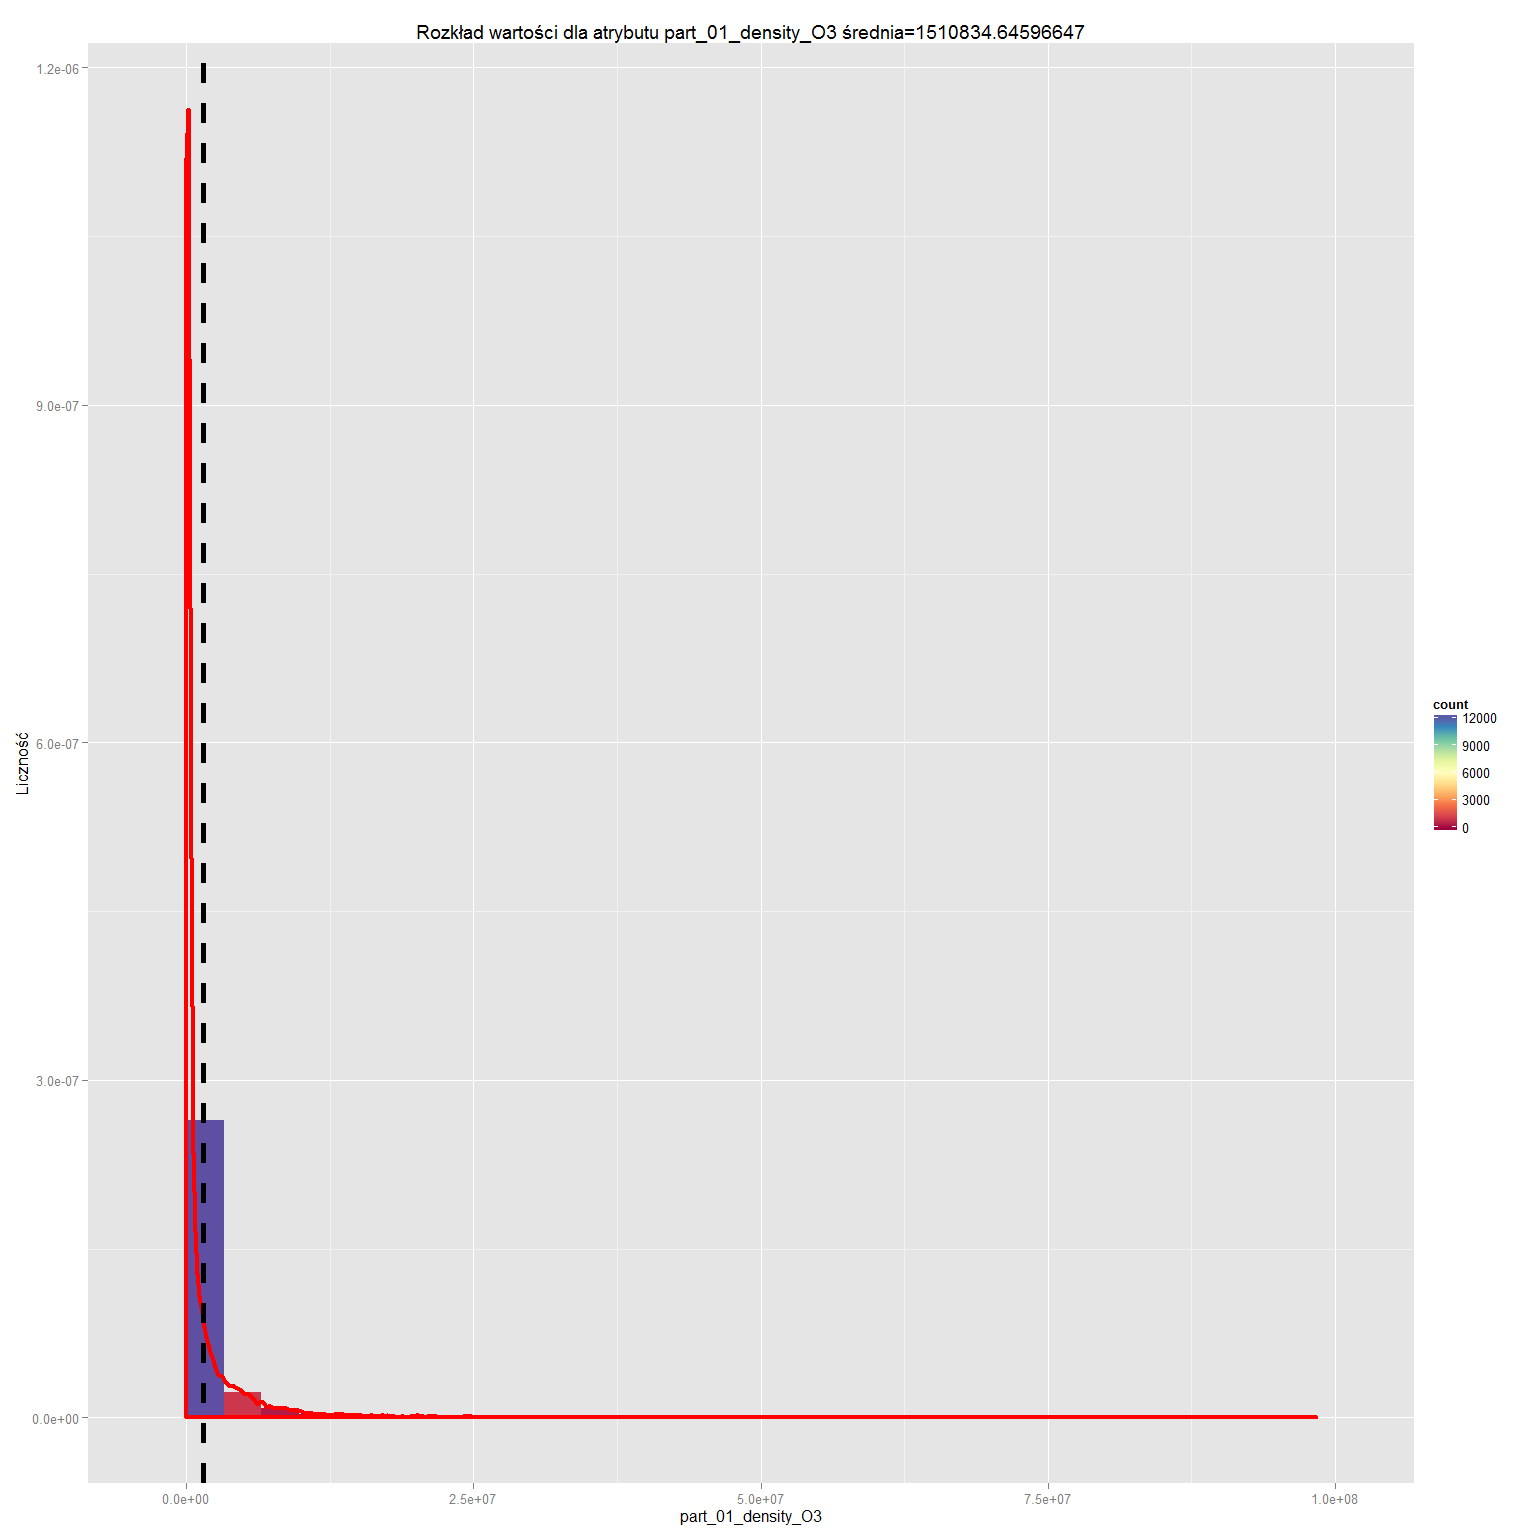 Rozkład wartości dla atrybutu part_01_density_O3 średnia=1510834.64596647
1.2e-06
9.0e-07
6.0e-07
3.0e-07
0.0e+00
Liczność
0.0e+00 2.5e+07 5.0e+07 7.5e+07 1.0e+08
part_01_density_O3
count
12000
9000
6000
3000
0